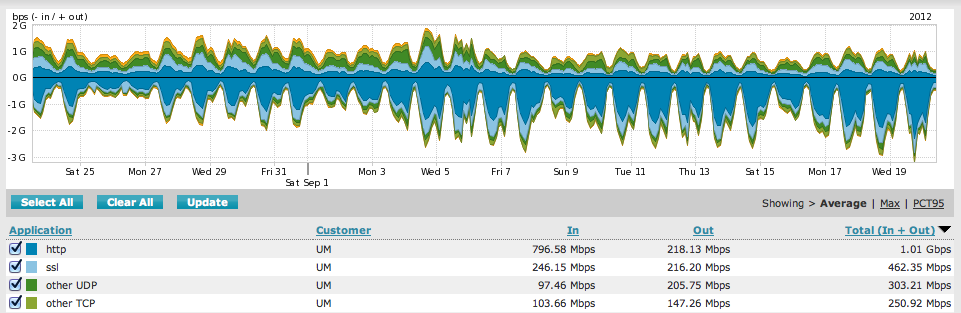 bps (- in / + out) 2012
2 G
1 G
0 G
-1 G
-2 G
-3 G
Sat 25 Mon 27 Wed 29 Fri 31 Mon 3 Wed 5 Fri 7 Sun 9 Tue 11 Thu 13 Sat 15 Mon 17 Wed 19
Sat Sep 1
Select All Clear All Update Showing > Average | Max | PCT95
Application Customer In Out Total (In + Out)
http UM 796.58 Mbps 218.13 Mbps 1.01 Gbps
ssl UM 246.15 Mbps 216.20 Mbps 462.35 Mbps
other UDP UM 97.46 Mbps 205.75 Mbps 303.21 Mbps
other TCP UM 103.66 Mbps 147.26 Mbps 250.92 Mbps